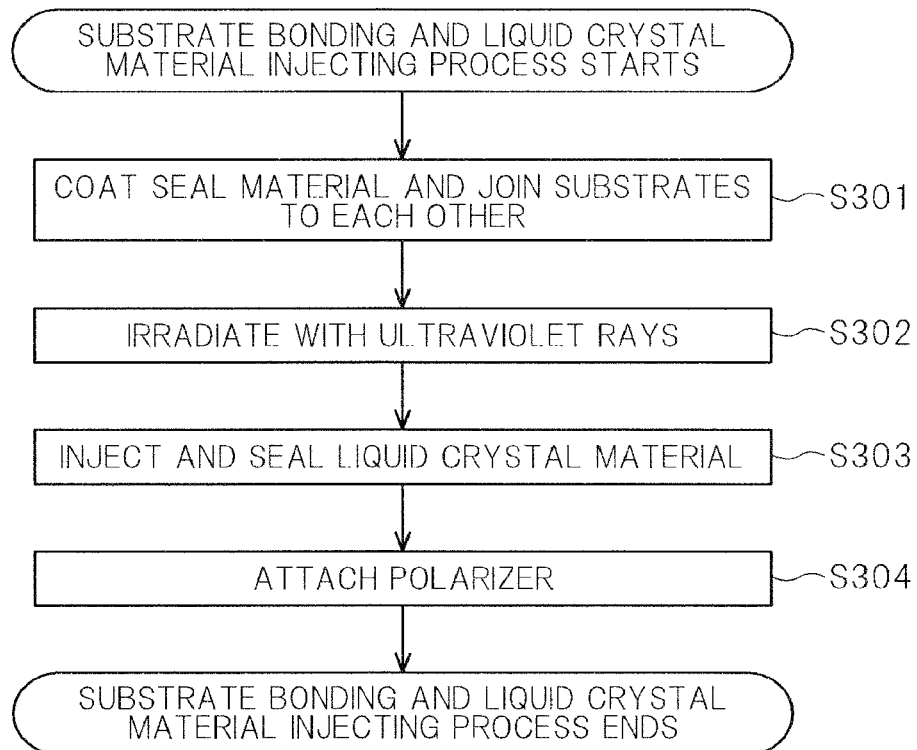 SUBSTRATE BONDING AND LIQUID CRYSTAL
MATERIAL INJECTING PROCESS STARTS
COAT SEAL MATERIAL AND JOIN SUBSTRATES
TO EACH OTHER
S301
IRRADIATE WITH ULTRAVIOLET RAYS
S302
INJECT AND SEAL LIQUID CRYSTAL MATERIAL
S303
ATTACH POLARIZER
S304
SUBSTRATE BONDING AND LIQUID CRYSTAL
MATERIAL INJECTING PROCESS ENDS